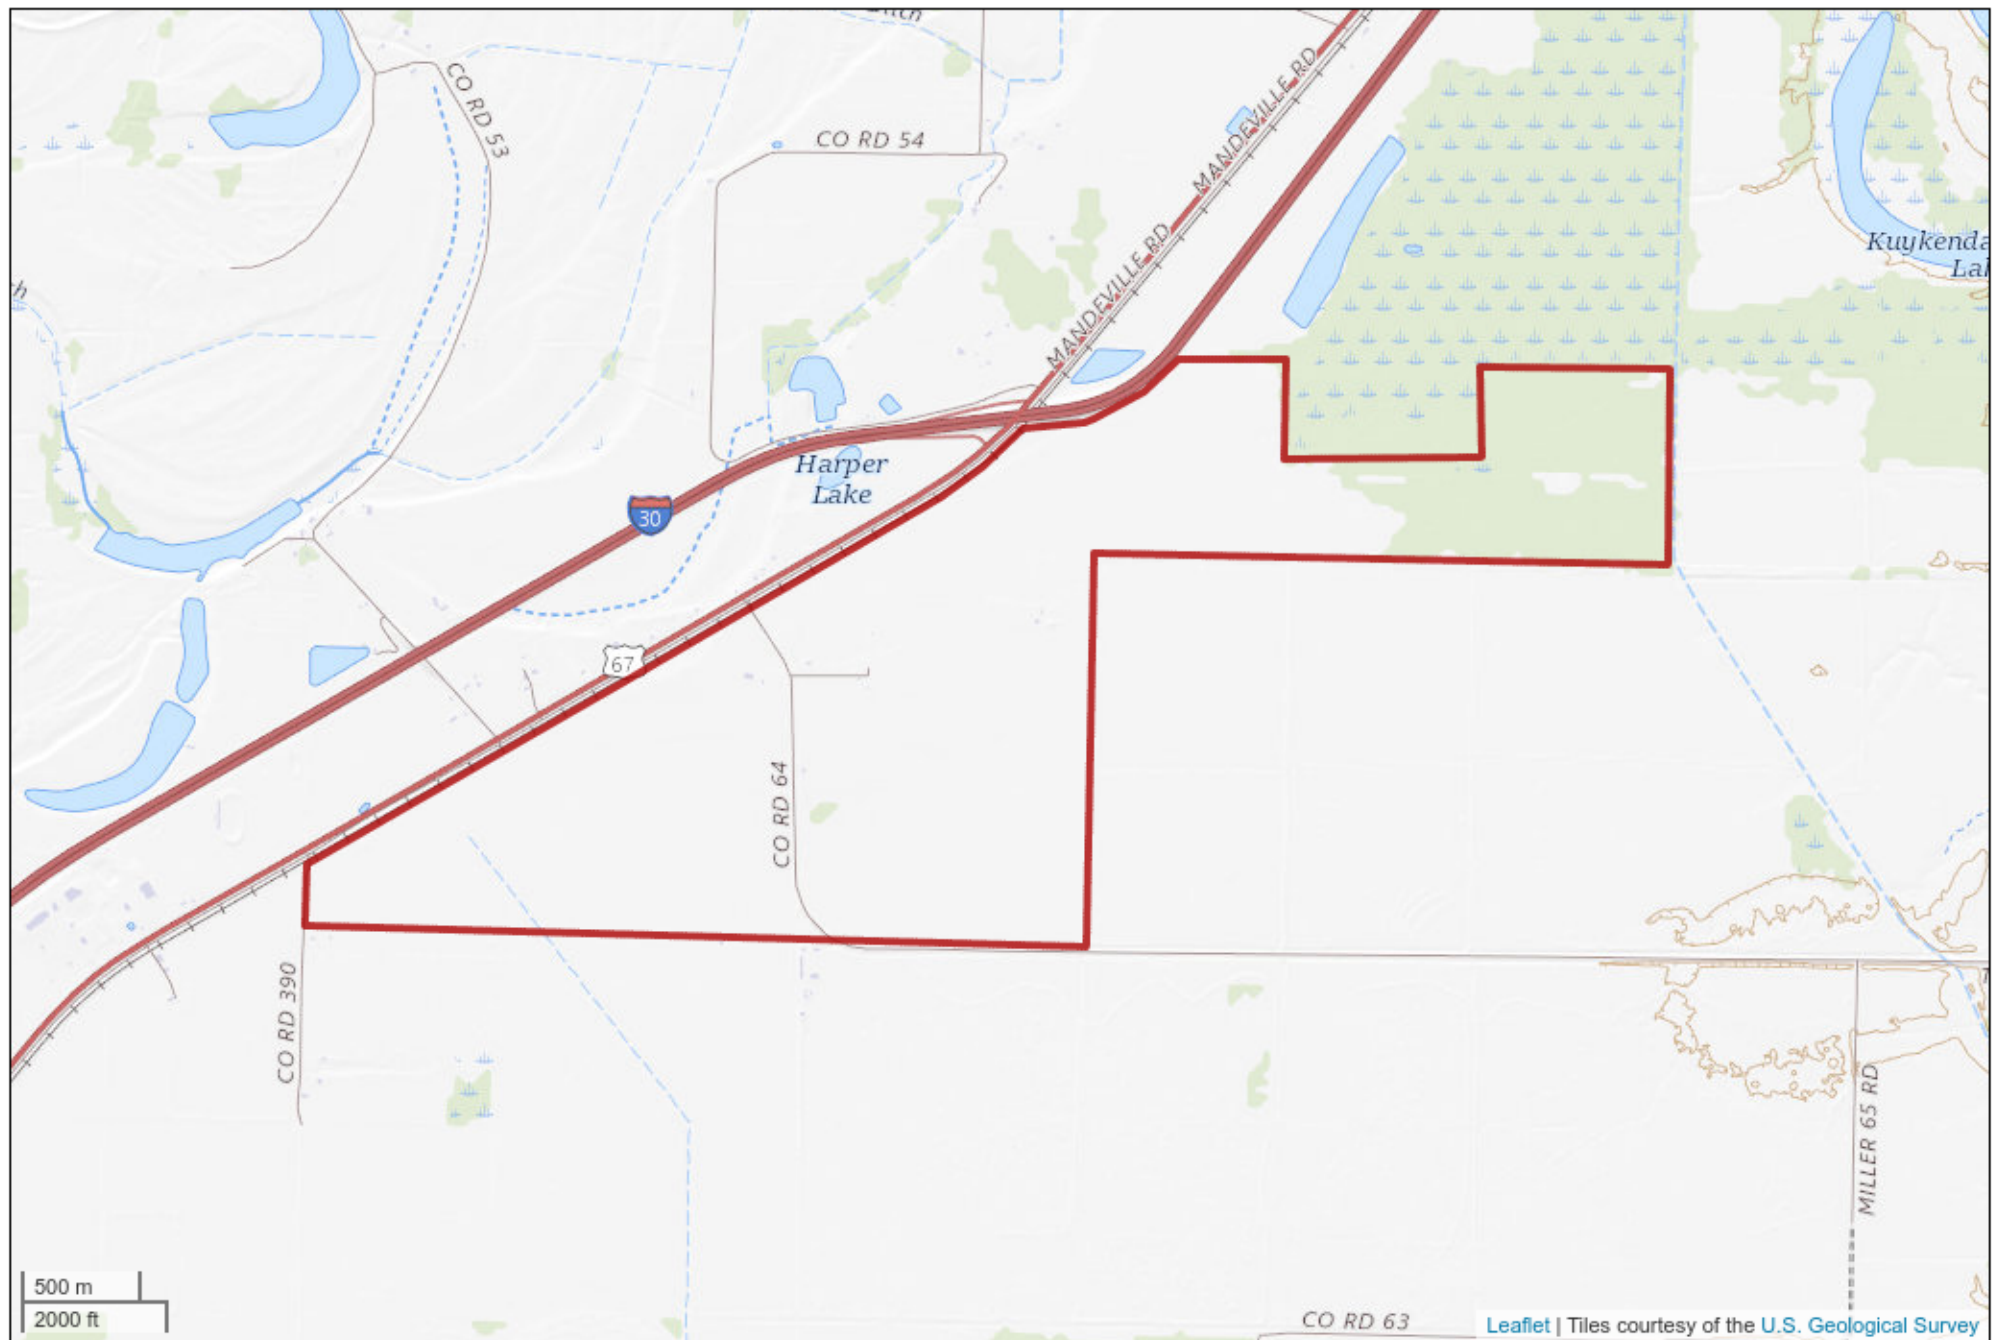 CO RD 53
CO RD 54
MANDEVILLE RD
MANDEVILLE RD
Kuykenda
Lak
Harper
Lake
30
67
CO RD 64
CO RD 390
MILLER 65 RD
CO RD 63
500 m
2000 ft
Leaflet | Tiles courtesy of the U.S. Geological Survey